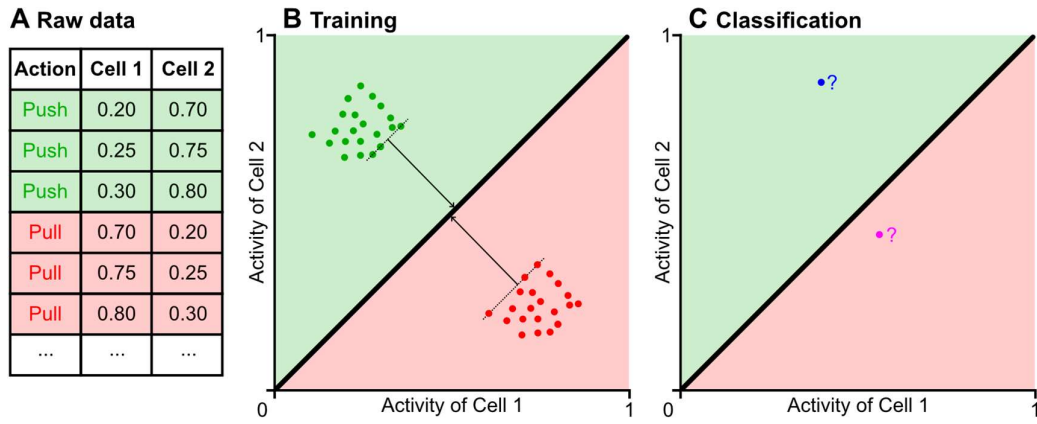 A Raw data
Action Cell 1 Cell 2
Push 0.20 0.70
Push 0.25 0.75
Push 0.30 0.80
Pull 0.70 0.20
Pull 0.75 0.25
Pull 0.80 0.30
... ... ...
B Training
1
Activity of Cell 2
0
Activity of Cell 1
1
C Classification
1
?
?
Activity of Cell 2
0
Activity of Cell 1
1